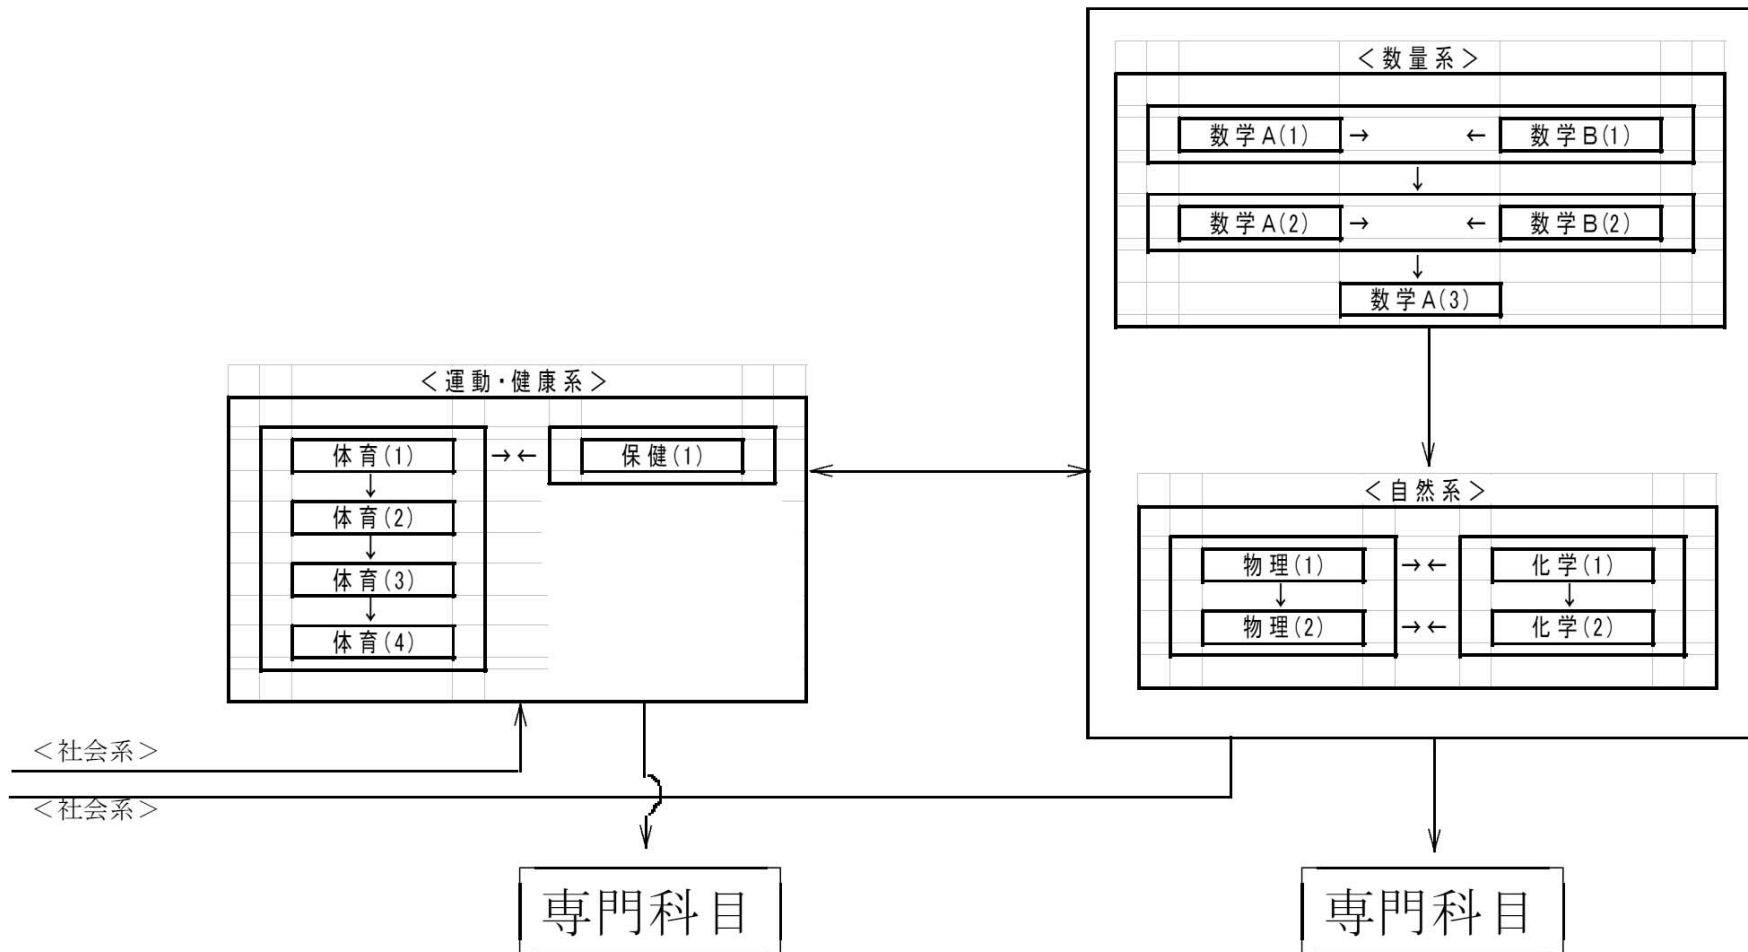 ＜数量系＞
数学A(1) → ← 数学B(1)
↓
数学A(2) → ← 数学B(2)
↓
数学A(3)
＜運動・健康系＞
体育(1) →← 保健(1)
↓
体育(2)
↓
体育(3)
↓
体育(4)
＜自然系＞
物理(1) →← 化学(1)
↓ ↓
物理(2) →← 化学(2)
＜社会系＞
＜社会系＞
専門科目
専門科目